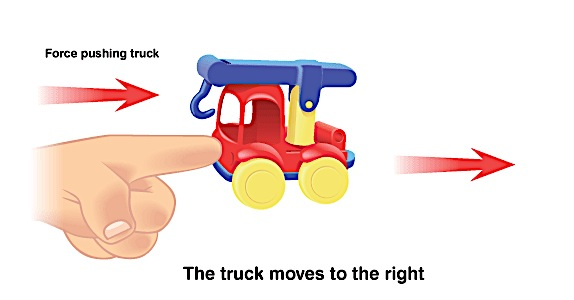 Force pushing truck
The truck moves to the right